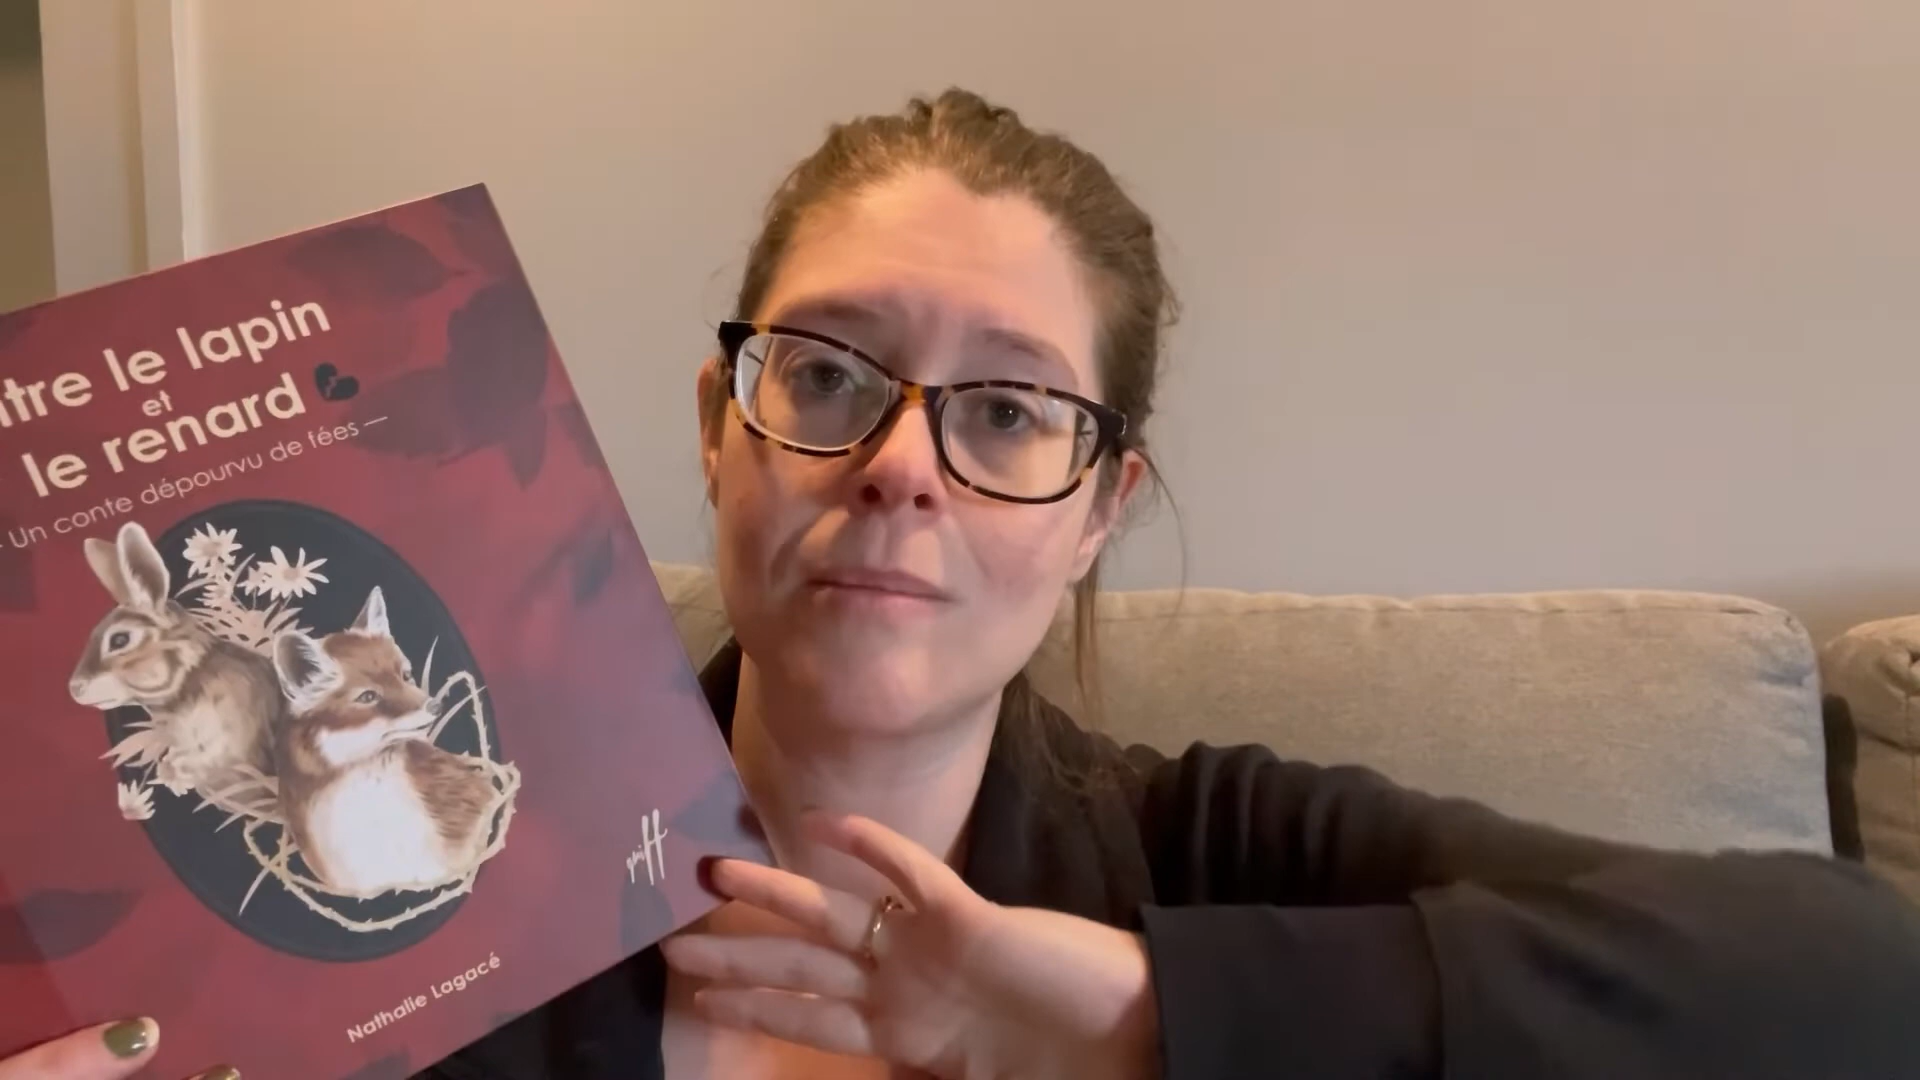 tre le lapin
et
le renard
Un conte dépourvu de fées —
griff
Nathalie Lagacé